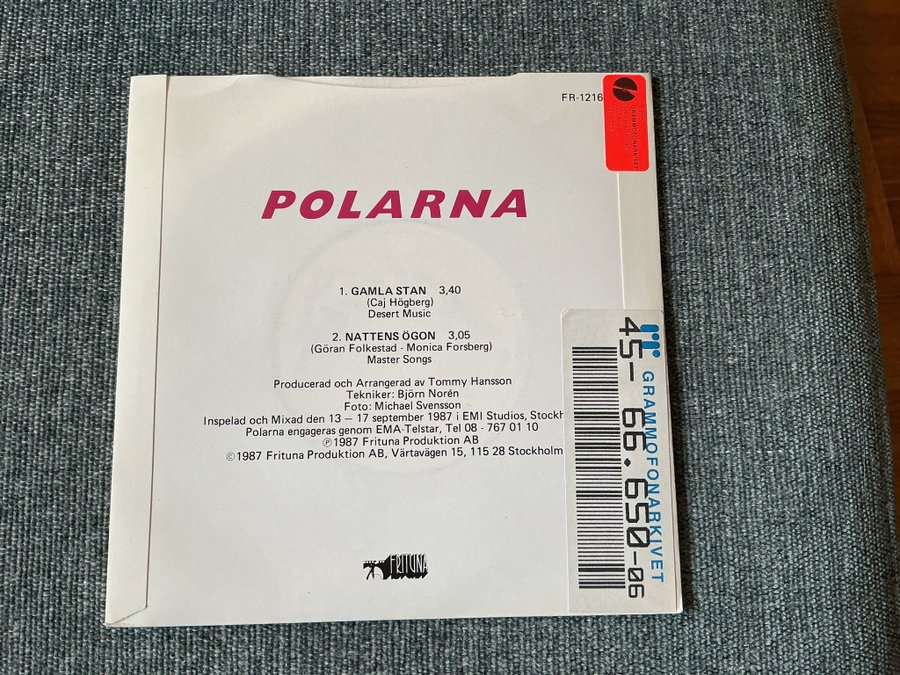 FR-1216
GRAMMOFONARKIVET
POLARNA
1. GAMLA STAN 3,40
(Caj Högberg)
Desert Music
2. NATTENS ÖGON 3,05
(Göran Folkestad - Monica Forsberg)
Master Songs
Producerad och Arrangerad av Tommy Hansson
Tekniker: Björn Norén
Foto: Michael Svensson
Inspelad och Mixad den 13 – 17 september 1987 i EMI Studios, Stockh
Polarna engageras genom EMA-Telstar, Tel 08 - 767 01 10
℗1987 Frituna Produktion AB
©1987 Frituna Produktion AB, Värtavägen 15, 115 28 Stockholm
FRITUNA
GRAMMOFONARKIVET
45- 66.650-06